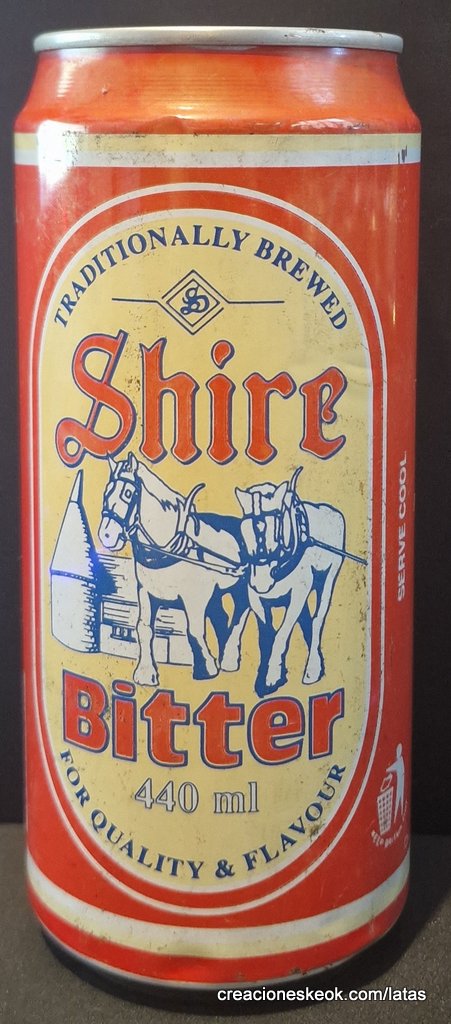 TRADITIONALLY BREWED
Shire
Bitter
440 ml
FOR QUALITY & FLAVOUR
SERVE COOL
creacioneskeok.com/latas